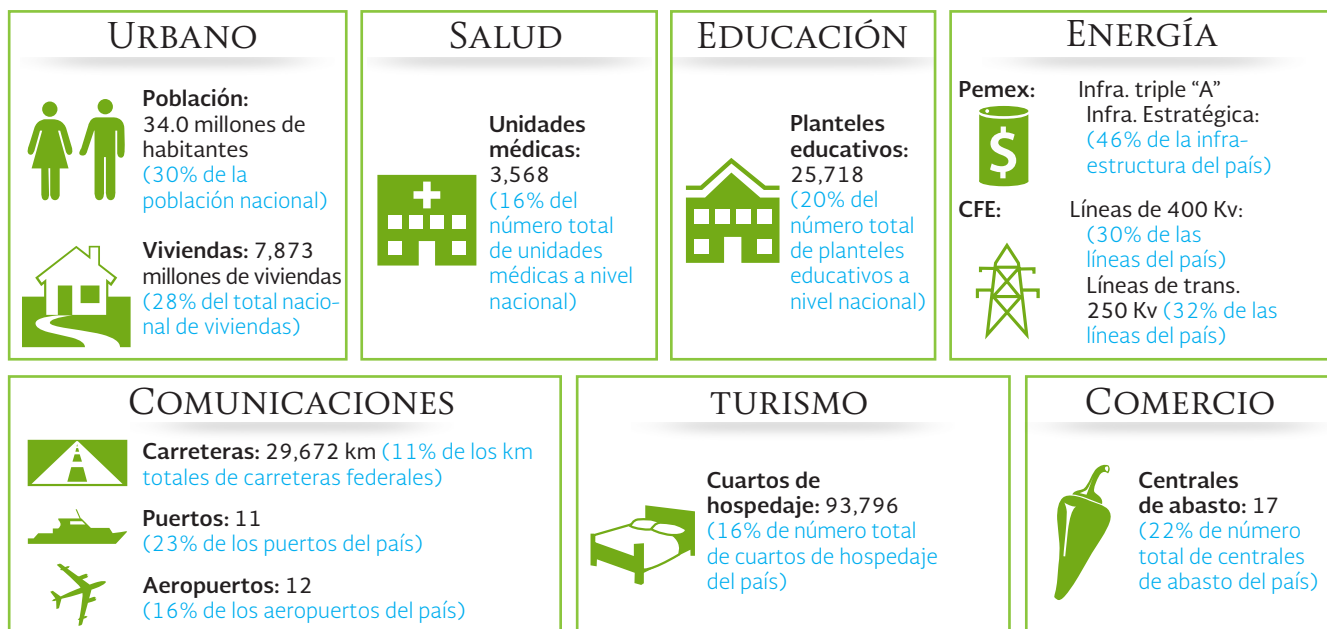 URBANO
Población:
34.0 millones de
habitantes
(30% de la
población nacional)
Viviendas: 7,873
millones de viviendas
(28% del total nacio-
nal de viviendas)
SALUD
Unidades
médicas:
3,568
(16% del
número total
de unidades
médicas a nivel
nacional)
EDUCACIÓN
Planteles
educativos:
25,718
(20% del
número total
de planteles
educativos a
nivel nacional)
ENERGÍA
Pemex: Infra. triple “A”
Infra. Estratégica:
(46% de la infra-
estructura del país)
$
CFE: Líneas de 400 Kv:
(30% de las
líneas del país)
Líneas de trans.
250 Kv (32% de las
líneas del país)
COMUNICACIONES
Carreteras: 29,672 km (11% de los km
totales de carreteras federales)
Puertos: 11
(23% de los puertos del país)
Aeropuertos: 12
(16% de los aeropuertos del país)
TURISMO
Cuartos de
hospedaje: 93,796
(16% de número total
de cuartos de hospedaje
del país)
COMERCIO
Centrales
de abasto: 17
(22% de número
total de centrales
de abasto del país)